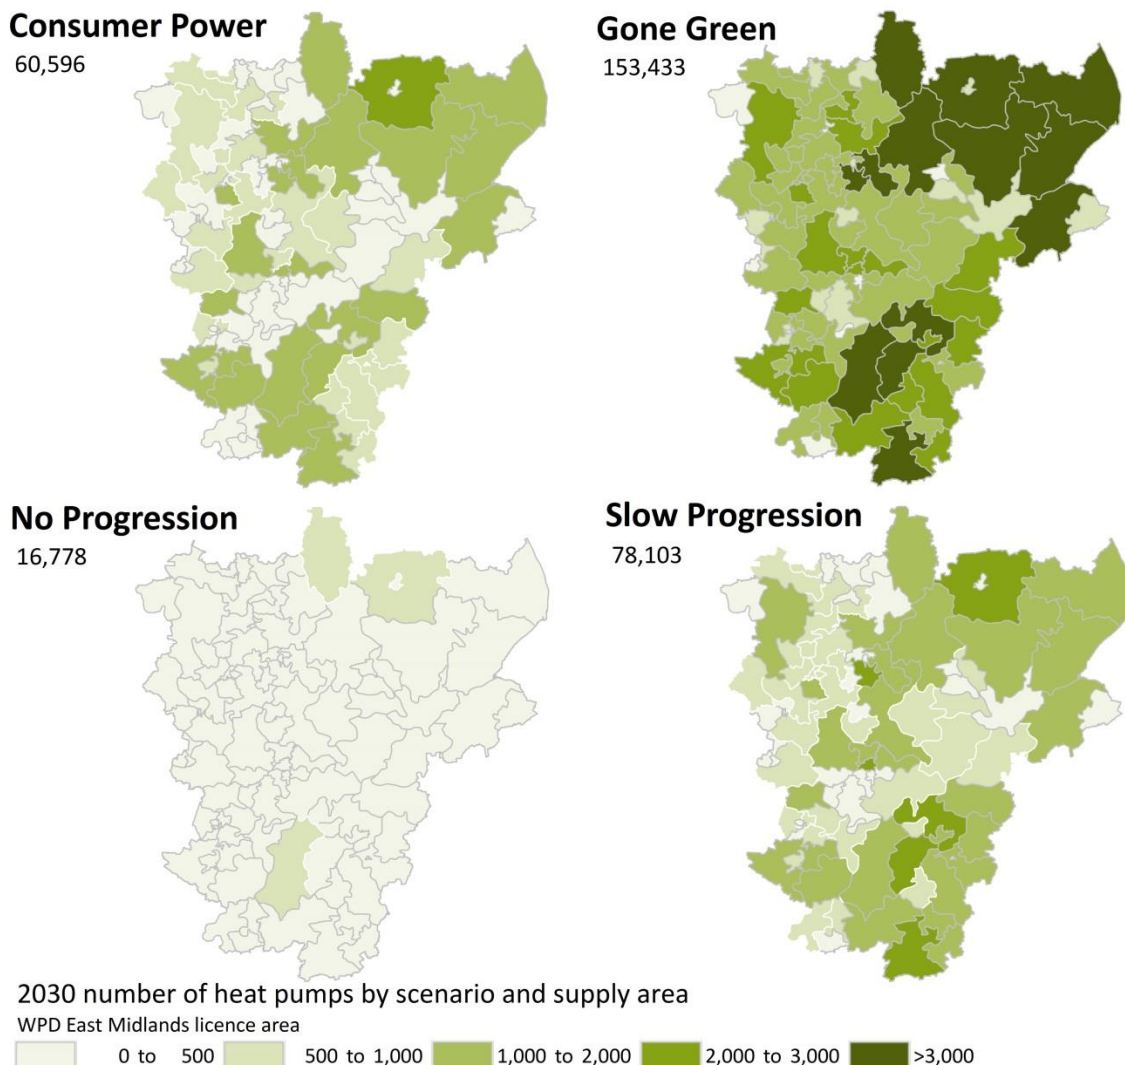 Consumer Power
60,596
Gone Green
153,433
No Progression
16,778
Slow Progression
78,103
2030 number of heat pumps by scenario and supply area
WPD East Midlands licence area
0 to 500 500 to 1,000 1,000 to 2,000 2,000 to 3,000 >3,000